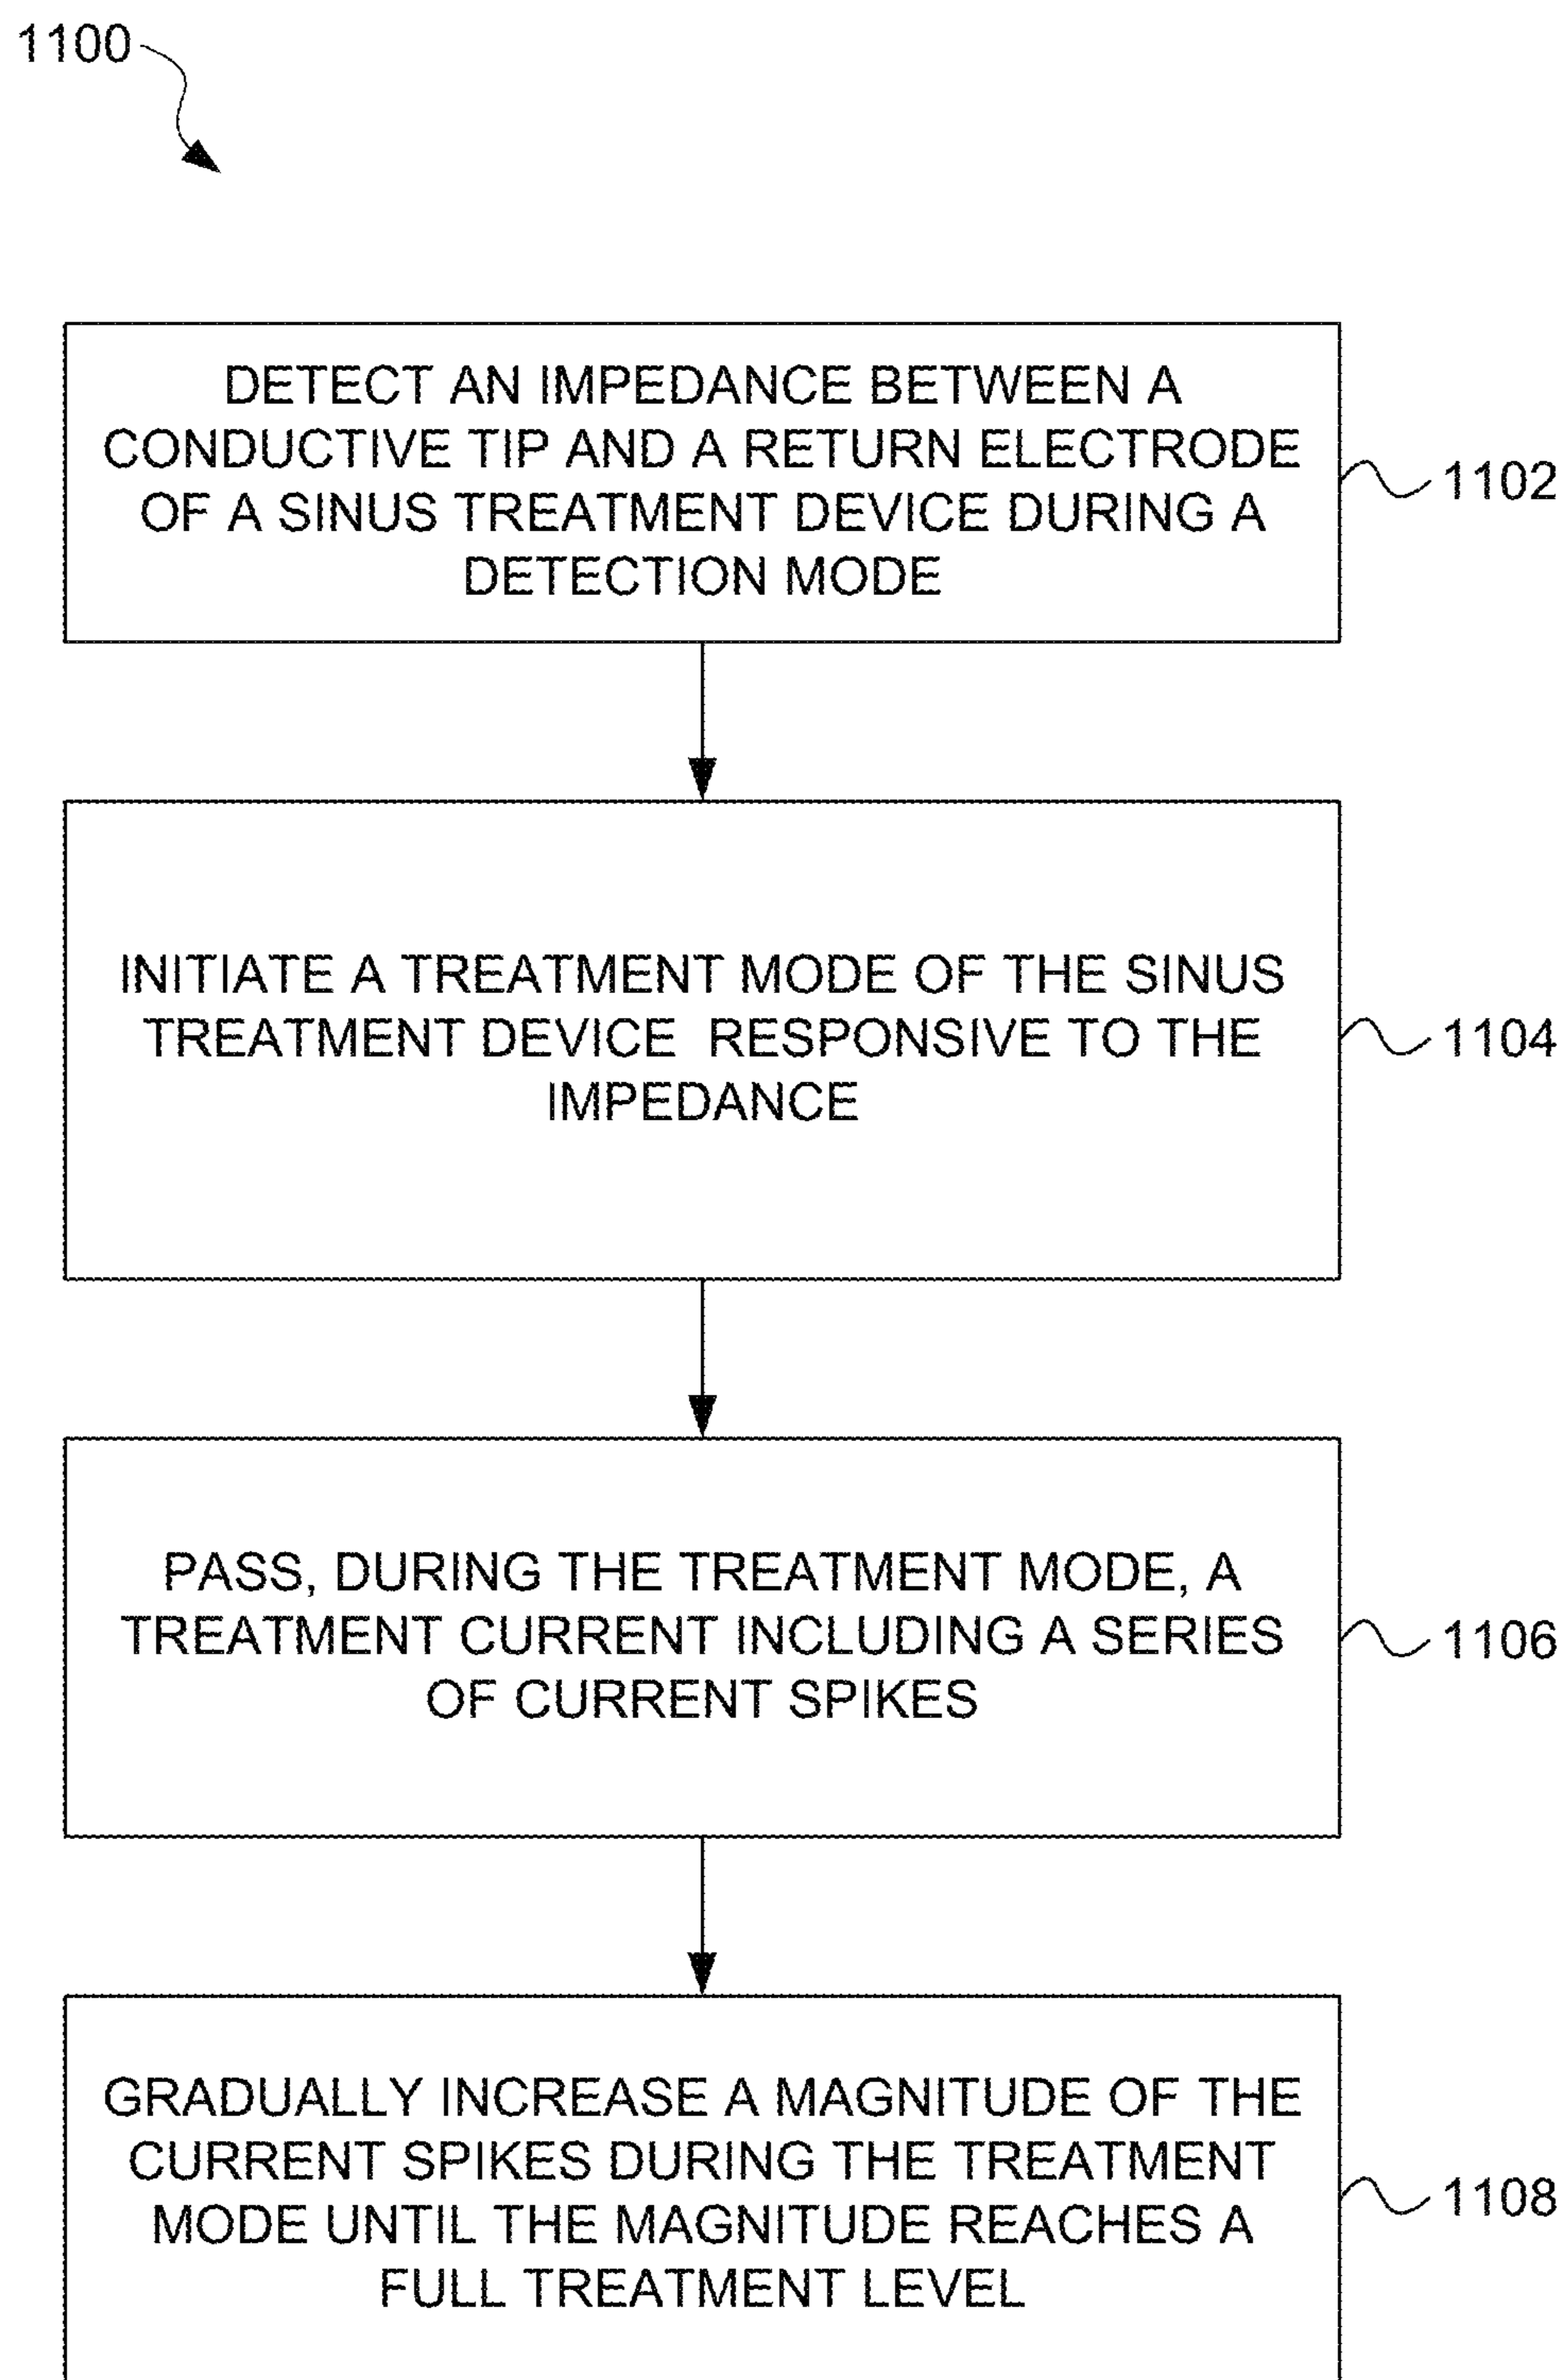 1100
DETECT AN IMPEDANCE BETWEEN A
CONDUCTIVE TIP AND A RETURN ELECTRODE
OF A SINUS TREATMENT DEVICE DURING A
DETECTION MODE
1102
INITIATE A TREATMENT MODE OF THE SINUS
TREATMENT DEVICE RESPONSIVE TO THE
IMPEDANCE
1104
PASS, DURING THE TREATMENT MODE, A
TREATMENT CURRENT INCLUDING A SERIES
OF CURRENT SPIKES
1106
GRADUALLY INCREASE A MAGNITUDE OF THE
CURRENT SPIKES DURING THE TREATMENT
MODE UNTIL THE MAGNITUDE REACHES A
FULL TREATMENT LEVEL
1108